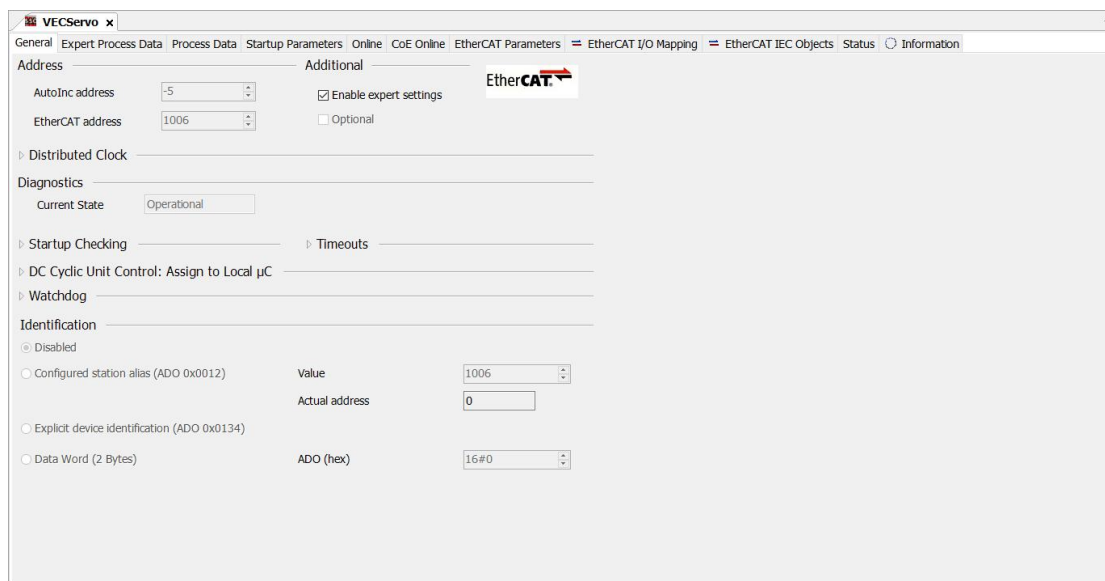 VECServo x
General Expert Process Data Process Data Startup Parameters Online CoE Online EtherCAT Parameters EtherCAT I/O Mapping EtherCAT IEC Objects Status Information
Address Additional
EtherCAT.
AutoInc address -5 Enable expert settings
EtherCAT address 1006 Optional
Distributed Clock
Diagnostics
Current State Operational
Startup Checking Timeouts
DC Cyclic Unit Control: Assign to Local µC
Watchdog
Identification
Disabled
Configured station alias (ADO 0x0012) Value 1006
Actual address 0
Explicit device identification (ADO 0x0134)
Data Word (2 Bytes) ADO (hex) 16#0